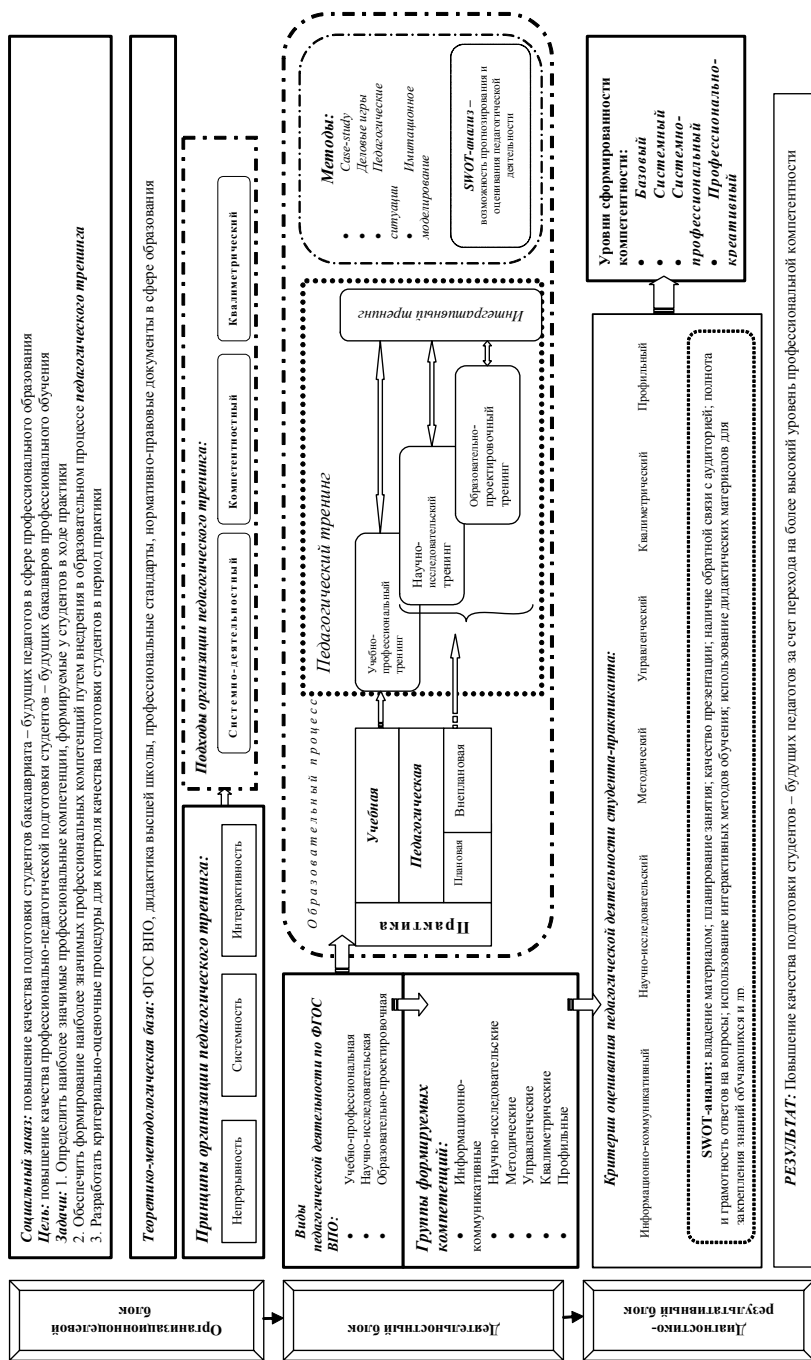 Организационноцелевой
блок
Социальный заказ: повышение качества подготовки студентов бакалавриата – будущих педагогов в сфере профессионального образования
Цель: повышение качества профессионально-педагогической подготовки студентов – будущих бакалавров профессионального обучения
Задачи: 1. Определить наиболее значимые профессиональные компетенции, формируемые у студентов в ходе практики
2. Обеспечить формирование наиболее значимых профессиональных компетенций путем внедрения в образовательном процессе педагогического тренинга
3. Разработать критериально-оценочные процедуры для контроля качества подготовки студентов в период практики
Теоретико-методологическая база: ФГОС ВПО, дидактика высшей школы, профессиональные стандарты, нормативно-правовые документы в сфере образования
Принципы организации педагогического тренинга:
Непрерывность
Системность
Интерактивность
Подходы организации педагогического тренинга:
Системно-деятельностный
Компетентностный
Квалиметрический
Деятельностный блок
Виды
педагогической деятельности по ФГОС
ВПО:
• Учебно-профессиональная
• Научно-исследовательская
• Образовательно-проектировочная
Группы формируемых
компетенций:
• Информационно-
коммуникативные
• Научно-исследовательские
• Методические
• Управленческие
• Квалиметрические
• Профильные
Образовательный процесс
Практика
Учебная
Педагогическая
Плановая
Внеплановая
Педагогический тренинг
Учебно-
профессиональный
тренинг
Научно-
исследовательский
тренинг
Образовательно-
проектировочный
тренинг
Интегративный тренинг
Методы:
• Case-study
• Деловые игры
• Педагогические
ситуации
• Имитационное
моделирование
SWOT-анализ –
возможность прогнозирования и
оценивания педагогической
деятельности
Диагностико-
результативный блок
Критерии оценивания педагогической деятельности студента-практиканта:
Информационно-коммуникативный
Научно-исследовательский
Методический
Управленческий
Квалиметрический
Профильный
SWOT-анализ: владение материалом; планирование занятия; качество презентации; наличие обратной связи с аудиторией; полнота
и грамотность ответов на вопросы; использование интерактивных методов обучения; использование дидактических материалов для
закрепления знаний обучающихся и др
Уровни сформированности
компетентности:
• Базовый
• Системный
• Системно-
профессиональный
• Профессионально-
креативный
РЕЗУЛЬТАТ: Повышение качества подготовки студентов – будущих педагогов за счет перехода на более высокий уровень профессиональной компетентности